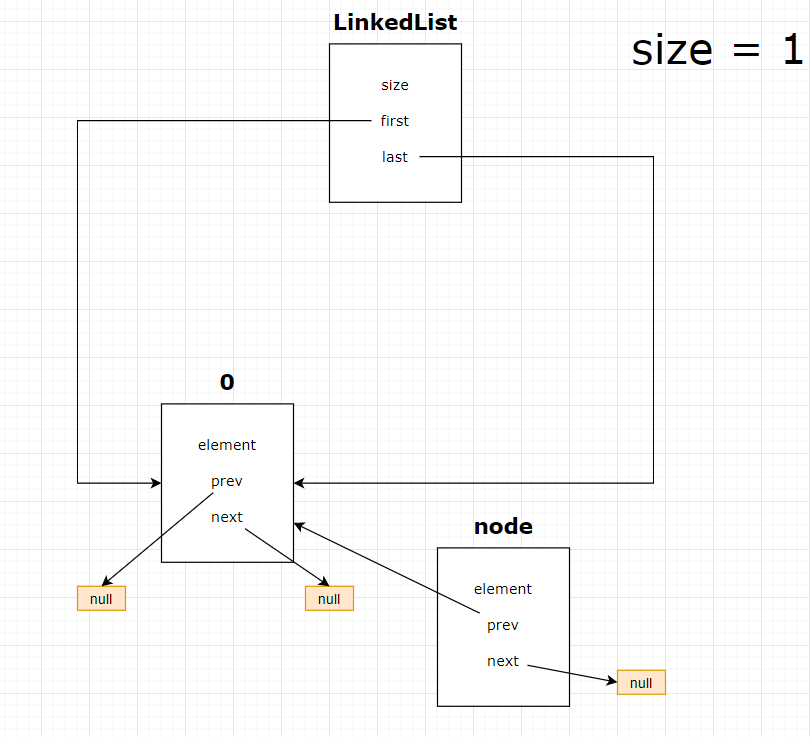 LinkedList
size = 1
size
first
last
0
element
prev
next
null
null
node
element
prev
next
null